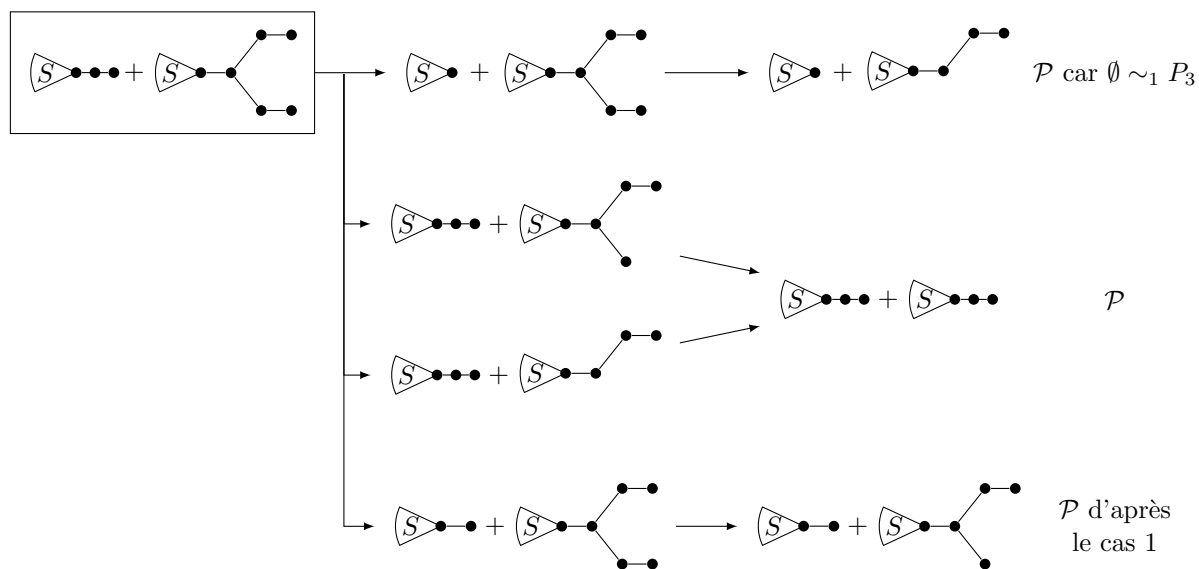 S + S S + S S + S 𝒫 car ∅ ∼₁ P₃
S + S
S + S 𝒫
S + S
S + S S + S 𝒫 d'après
le cas 1